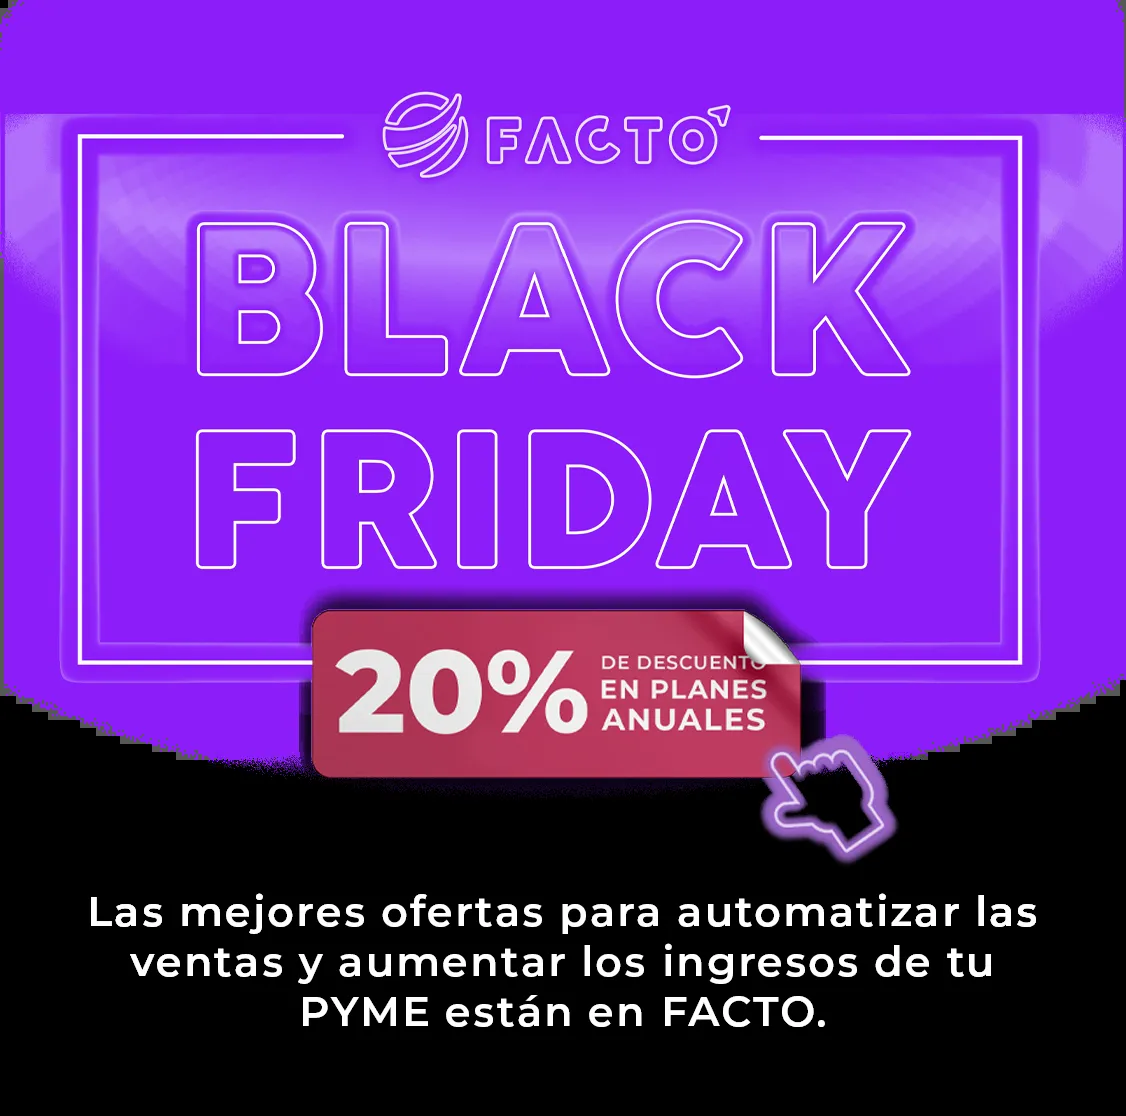 FACTO
BLACK
FRIDAY
20%
DE DESCUENTO
EN PLANES
ANUALES
Las mejores ofertas para automatizar las
ventas y aumentar los ingresos de tu
PYME están en FACTO.